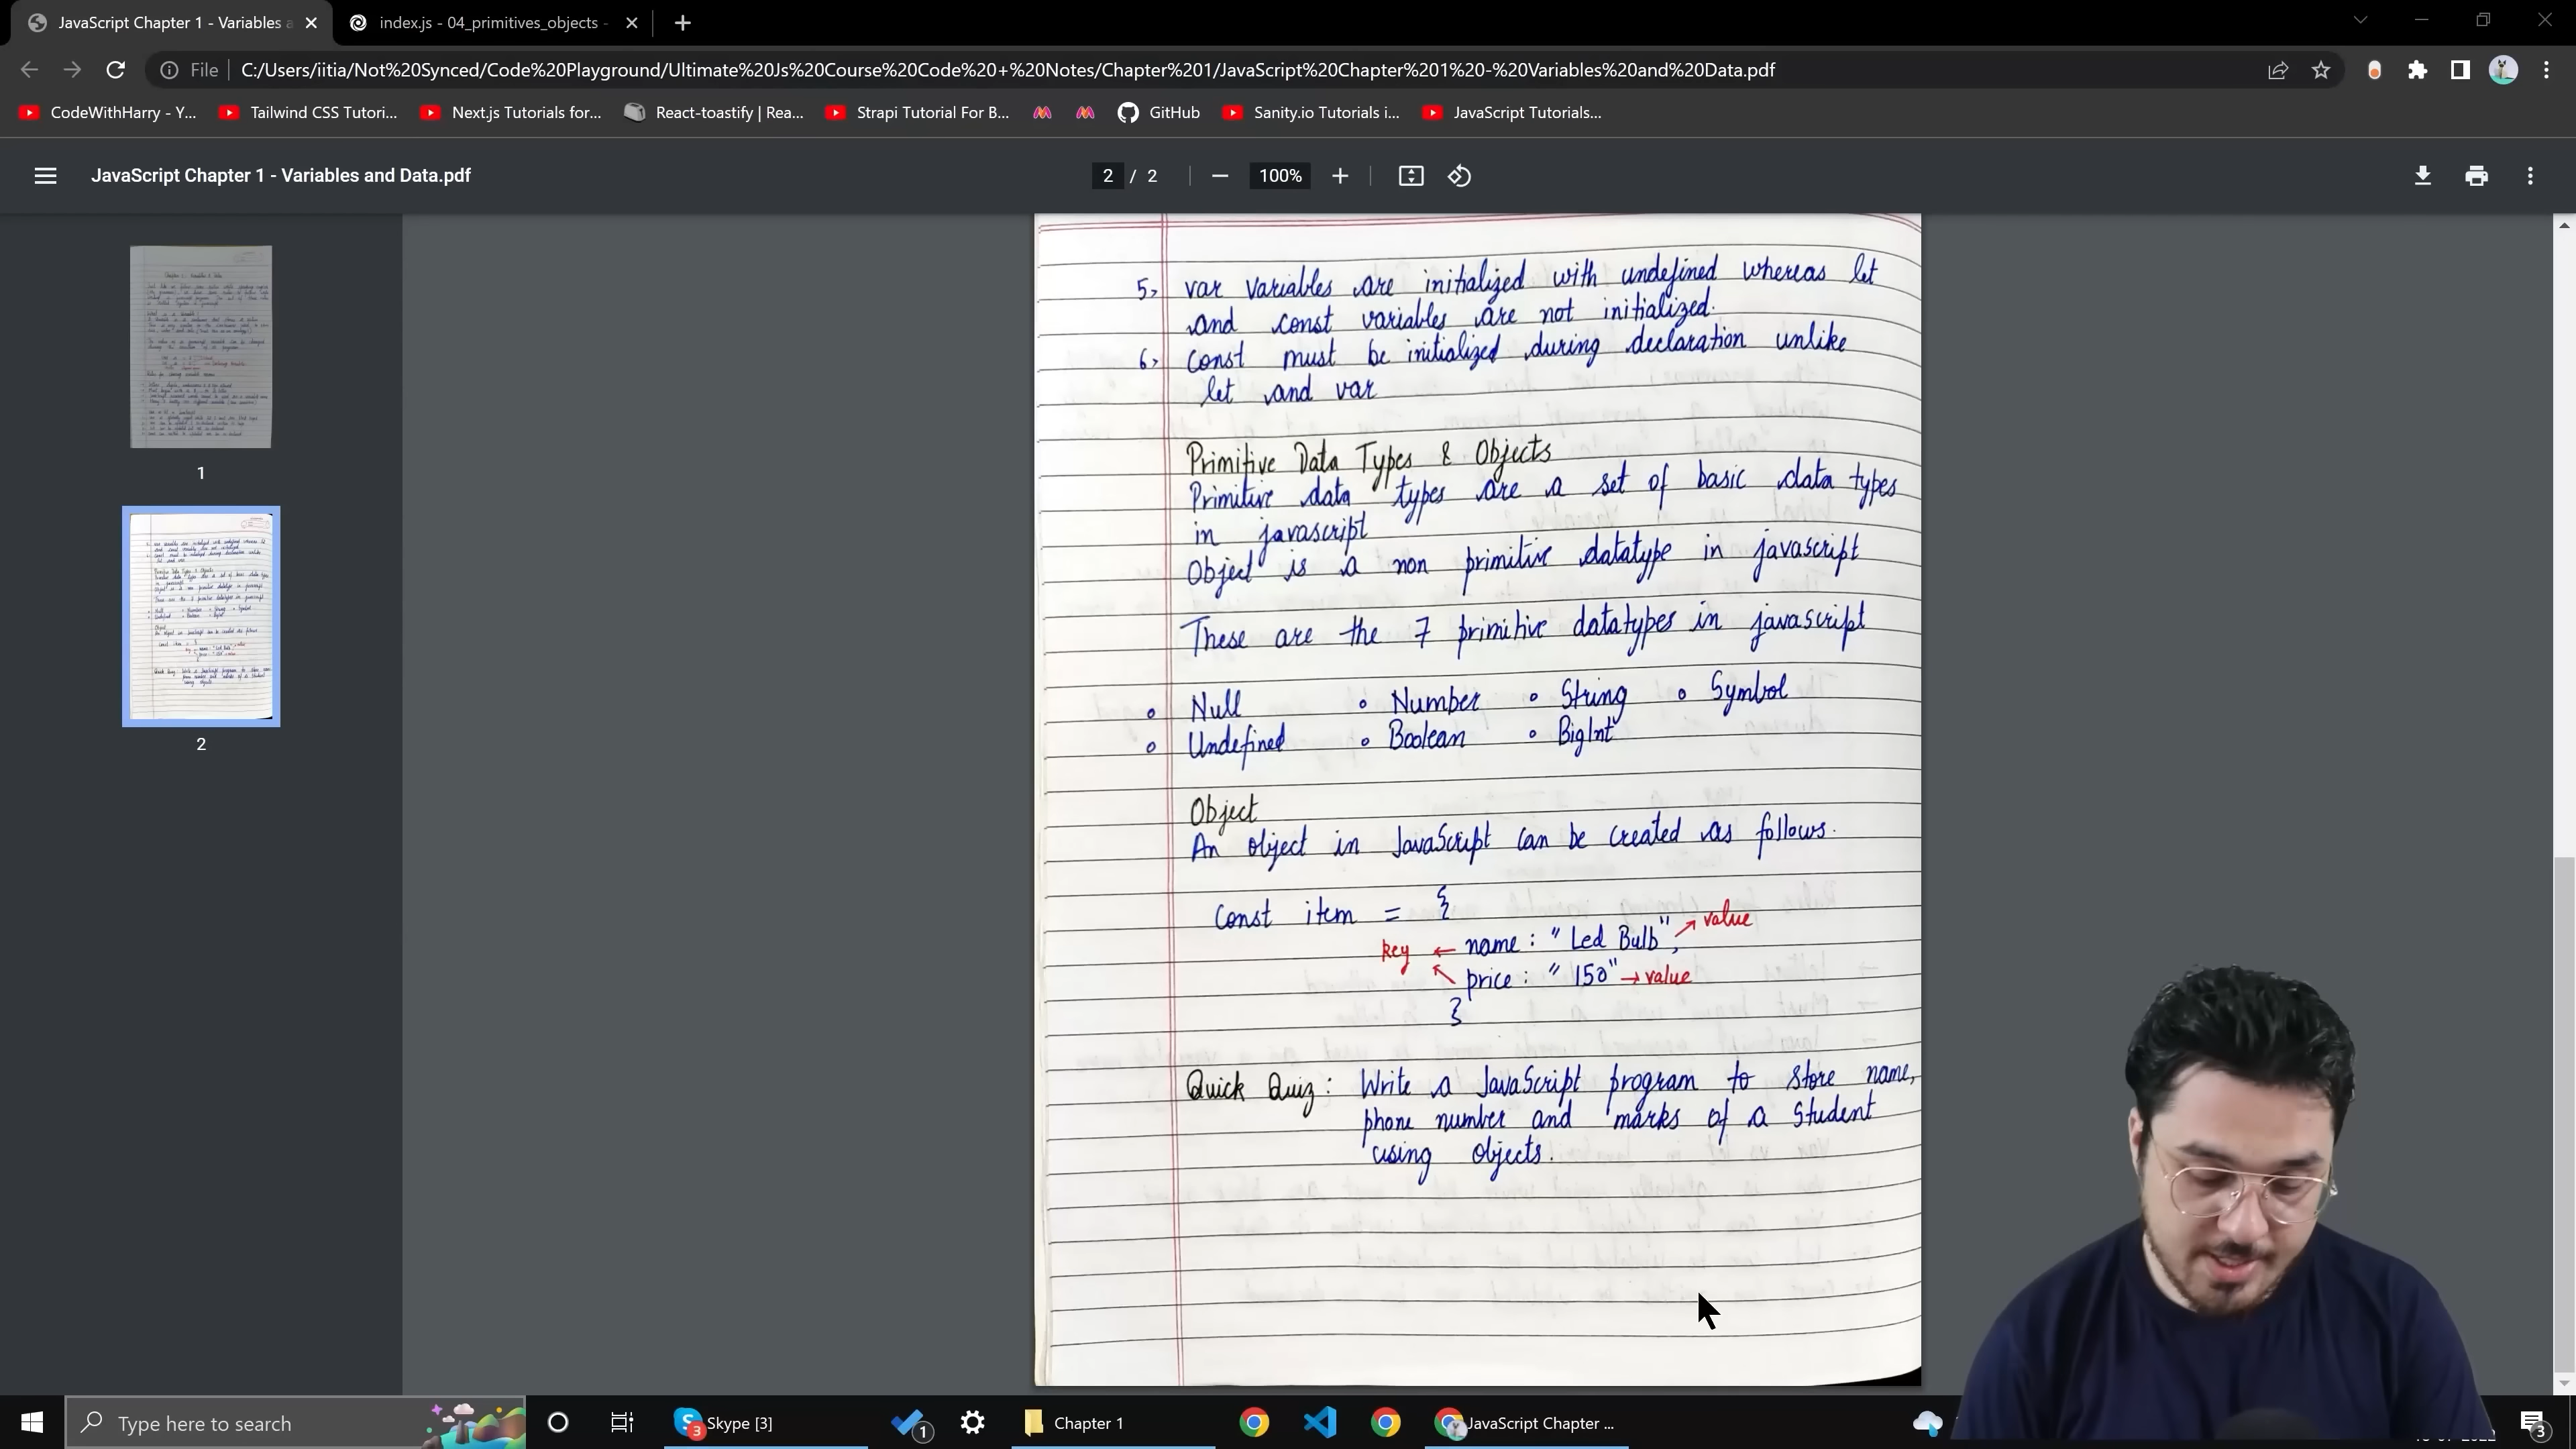 JavaScript Chapter 1 - Variables a
index.js - 04_primitives_objects -
File C:/Users/iitia/Not%20Synced/Code%20Playground/Ultimate%20Js%20Course%20Code%20+%20Notes/Chapter%201/JavaScript%20Chapter%201%20-%20Variables%20and%20Data.pdf
CodeWithHarry - Y... Tailwind CSS Tutori... Next.js Tutorials for... React-toastify | Rea... Strapi Tutorial For B... GitHub Sanity.io Tutorials i... JavaScript Tutorials...
JavaScript Chapter 1 - Variables and Data.pdf 2 / 2 100%
1
2
5, var variables are initialized with undefined whereas let
and const variables are not initialized.
6, const must be initialized during declaration unlike
let and var
Primitive Data Types & Objects
Primitive data types are a set of basic data types
in javascript
Object is a non primitive datatype in javascript
These are the 7 primitive datatypes in javascript
Null Number String Symbol
Undefined Boolean BigInt
Object
An object in JavaScript can be created as follows.
Const item = {
key ← name : "Led Bulb", → value
price : "150" → value
}
Quick Quiz : Write a JavaScript program to store name,
phone number and marks of a Student
using objects.
Type here to search Skype [3] 3 1 Chapter 1 JavaScript Chapter ... 3